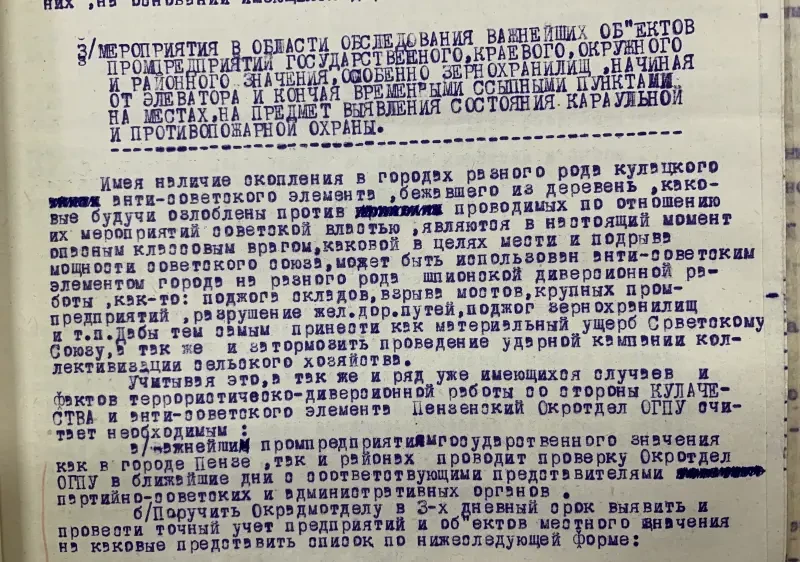 них ,на основании имеющихся
3/МЕРОПРИЯТИЯ В ОБЛАСТИ ОБСЛЕДОВАНИЯ ВАЖНЕЙШИХ ОБ"ЕКТОВ
ПРОМПРЕДПРИЯТИЙ ГОСУДАРСТВЕННОГО,КРАЕВОГО,ОКРУЖНОГО
И РАЙОННОГО ЗНАЧЕНИЯ,ОСОБЕННО ЗЕРНОХРАНИЛИЩ ,НАЧИНАЯ
ОТ ЭЛЕВАТОРА И КОНЧАЯ ВРЕМЕННЫМИ ССЫПНЫМИ ПУНКТАМИ
НА МЕСТАХ,НА ПРЕДМЕТ ВЫЯВЛЕНИЯ СОСТОЯНИЯ КАРАУЛЬНОЙ
И ПРОТИВОПОЖАРНОЙ ОХРАНЫ.
Имея наличие скопления в городах разного рода кулацкого
анти-советского элемента ,бежавшего из деревень ,како-
вые будучи озлоблены против проводимых по отношению
их мероприятий советской властью ,являются в настоящий момент
опасным классовым врагом,каковой в целях мести и подрыва
мощности советского союза,может быть использован анти-советским
элементом города на разного рода шпионской диверсионной ра-
боты ,как-то: поджога складов,взрыва мостов,крупных пром-
предприятий ,разрушение жел.дор.путей,поджог зернохранилищ
и т.п.Дабы тем самым принести как материальный ущерб Советскому
Союзу,а так же и затормозить проведение ударной кампании кол-
лективизации сельского хозяйства.
Учитывая это,а так же и ряд уже имеющихся случаев и
фактов террористическо-диверсионной работы со стороны КУЛАЧЕ-
СТВА и анти-советского элемента Пензенский Окротдел ОГПУ счи-
тает необходимым :
а/важнейшим промпредприятиям государственного значения
как в городе Пензе ,так и районах проводит проверку Окротдел
ОГПУ в ближайшие дни с соответствующими представителями
партийно-советских и административных органов .
б/Поручить Окрадмотделу в 3-х дневный срок выявить и
провести точный учет предприятий и об"ектов местного значения
на каковые представить список по нижеследующей форме: